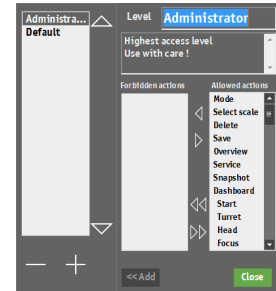 Administra...
Default
Level Administrator
Highest access level
Use with care !
Forbidden actions
Allowed actions
Mode
Select scale
Delete
Save
Overview
Service
Snapshot
Dashboard
Start
Turret
Head
Focus
<< Add
Close